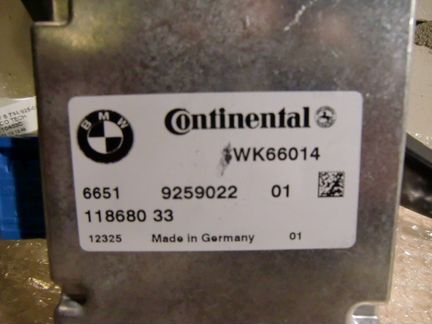 BMW
Continental
WK66014
6651 9259022 01
118680 33
12325 Made in Germany 01